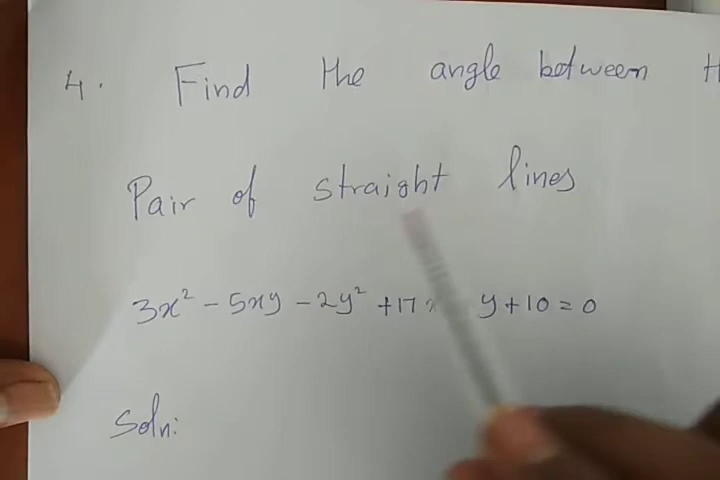 4. Find the angle between
Pair of straight lines
3x² - 5xy - 2y² + 17 y + 10 = 0
Soln: